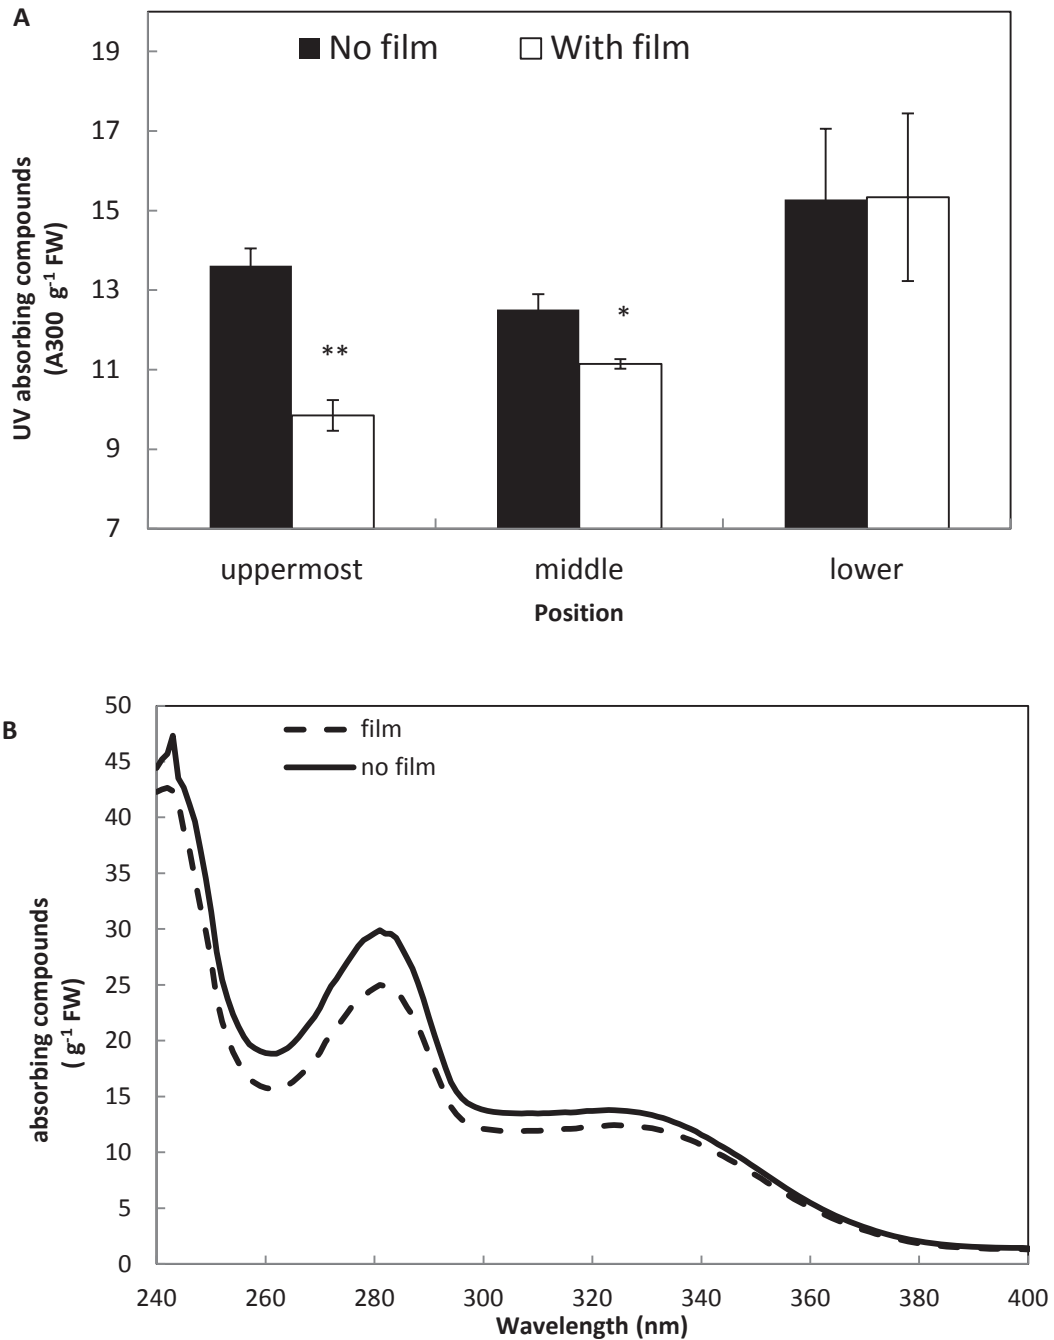 A
No film
With film
19
17
15
13
11
9
7
UV absorbing compounds
(A300 g-1 FW)
**
*
uppermost
middle
lower
Position
B
film
no film
50
45
40
35
30
25
20
15
10
5
0
absorbing compounds
( g-1 FW)
240
260
280
300
320
340
360
380
400
Wavelength (nm)